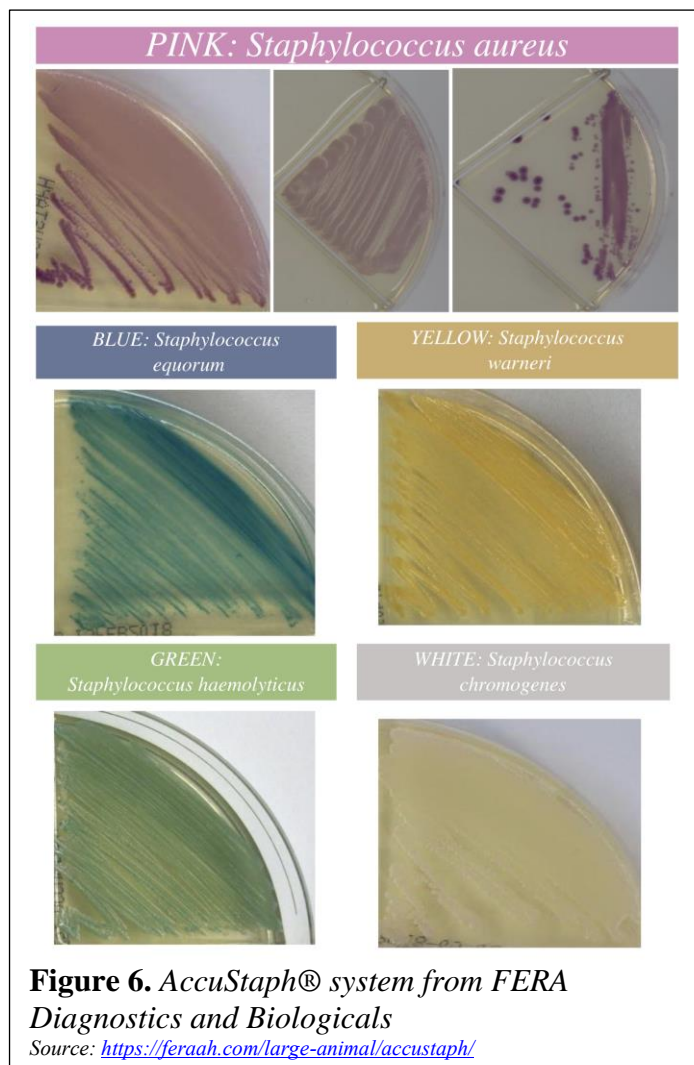 PINK: Staphylococcus aureus
BLUE: Staphylococcus
equorum
YELLOW: Staphylococcus
warneri
GREEN:
Staphylococcus haemolyticus
WHITE: Staphylococcus
chromogenes
Figure 6. AccuStaph® system from FERA
Diagnostics and Biologicals
Source: https://feraah.com/large-animal/accustaph/